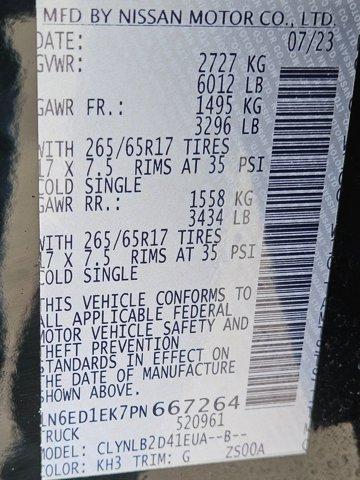 MFD BY NISSAN MOTOR CO., LTD.
DATE: 07/23
GVWR: 2727 KG
6012 LB
GAWR FR.: 1495 KG
3296 LB
WITH 265/65R17 TIRES
17 X 7.5 RIMS AT 35 PSI
COLD SINGLE
GAWR RR.: 1558 KG
3434 LB
WITH 265/65R17 TIRES
17 X 7.5 RIMS AT 35 PSI
COLD SINGLE
THIS VEHICLE CONFORMS TO
ALL APPLICABLE FEDERAL
MOTOR VEHICLE SAFETY AND
THEFT PREVENTION
STANDARDS IN EFFECT ON
THE DATE OF MANUFACTURE
SHOWN ABOVE.
1N6ED1EK7PN 667264
TRUCK 520961
MODEL: CLYNLB2D41EUA--B--
COLOR: KH3 TRIM: G ZS00A